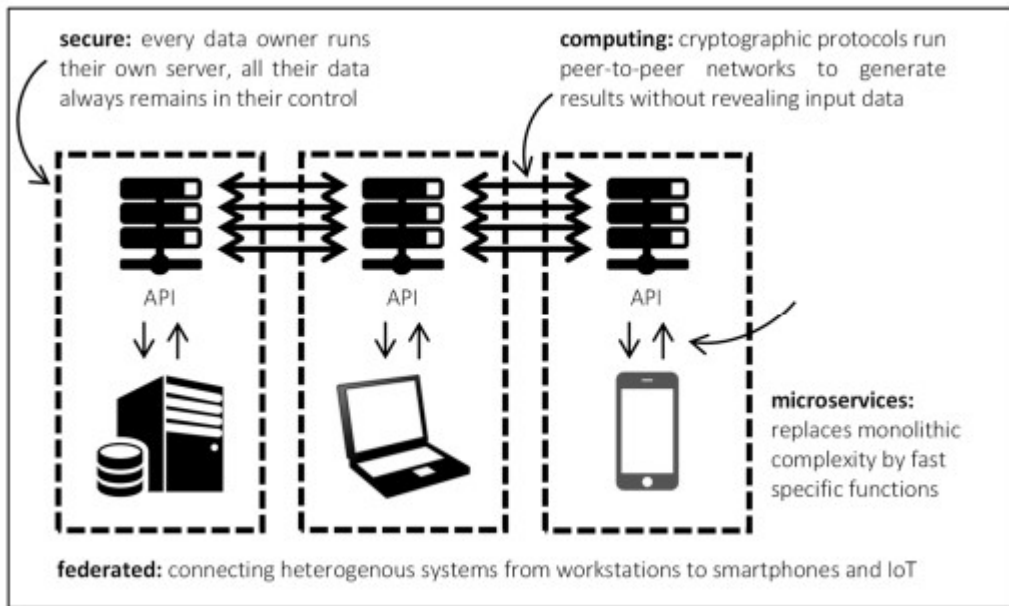 secure: every data owner runs
their own server, all their data
always remains in their control
computing: cryptographic protocols run
peer-to-peer networks to generate
results without revealing input data
API
API
API
microservices:
replaces monolithic
complexity by fast
specific functions
federated: connecting heterogenous systems from workstations to smartphones and IoT